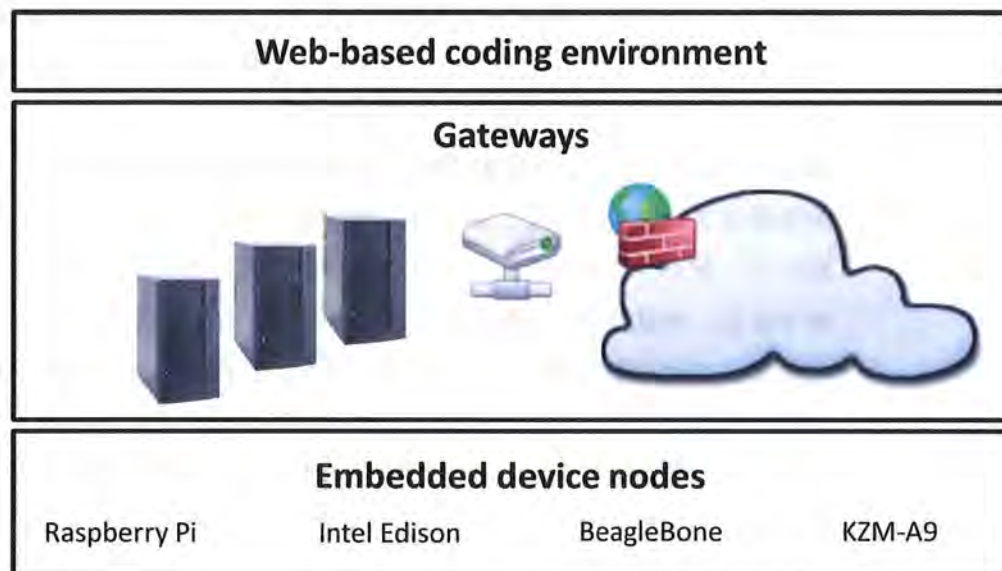 Web-based coding environment
Gateways
Embedded device nodes
Raspberry Pi Intel Edison BeagleBone KZM-A9